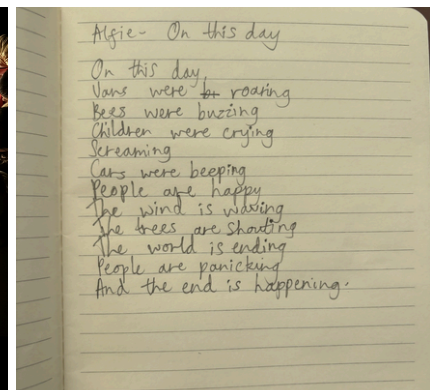 Alfie - On this day
On this day,
Vans were roaring
Bees were buzzing
Children were crying
Screaming
Cars were beeping
People are happy
The wind is waving
The trees are shouting
The world is ending
People are panicking
And the end is happening.